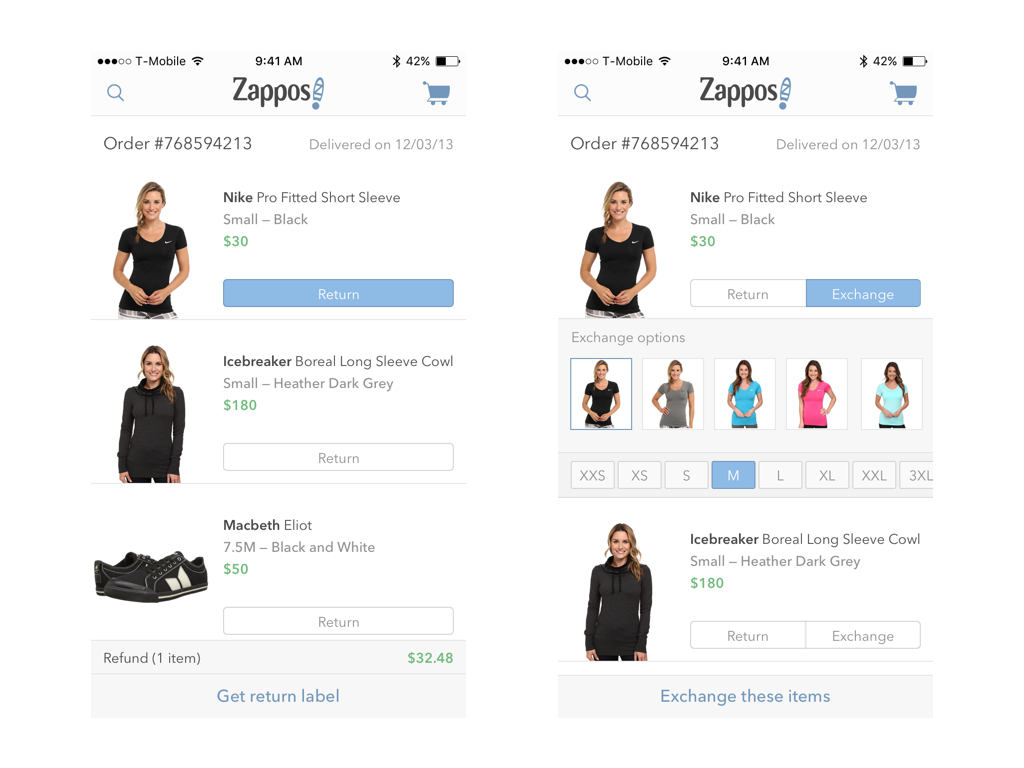 T-Mobile 9:41 AM 42%
Zappos
Order #768594213 Delivered on 12/03/13
Nike Pro Fitted Short Sleeve
Small – Black
$30
Return
Icebreaker Boreal Long Sleeve Cowl
Small – Heather Dark Grey
$180
Return
Macbeth Eliot
7.5M – Black and White
$50
Return
Refund (1 item) $32.48
Get return label
T-Mobile 9:41 AM 42%
Zappos
Order #768594213 Delivered on 12/03/13
Nike Pro Fitted Short Sleeve
Small – Black
$30
Return Exchange
Exchange options
XXS XS S M L XL XXL 3XL
Icebreaker Boreal Long Sleeve Cowl
Small – Heather Dark Grey
$180
Return Exchange
Exchange these items